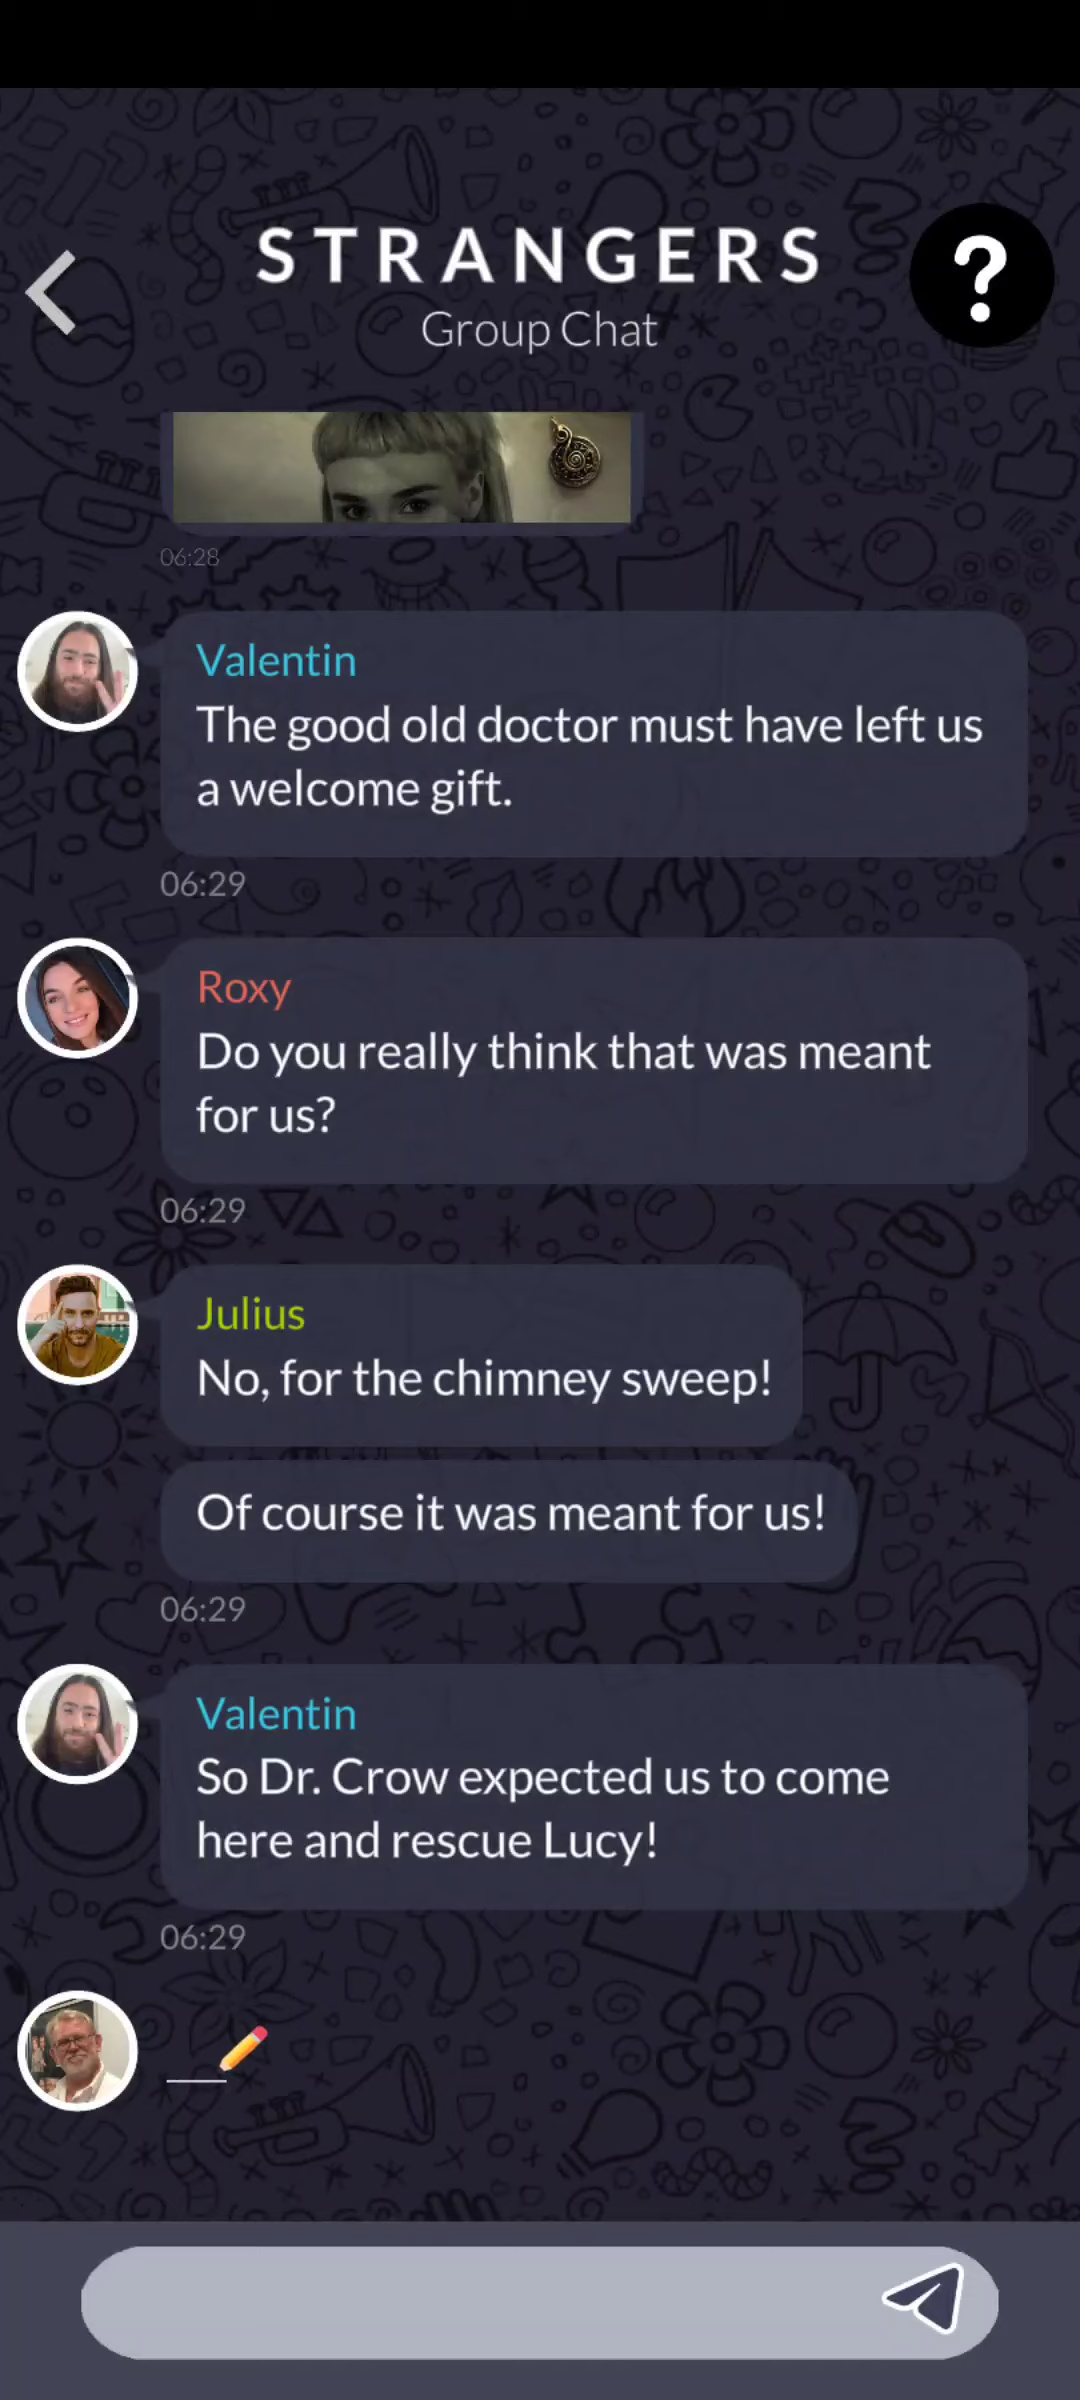 STRANGERS
?
Group Chat
06:28
Valentin
The good old doctor must have left us
a welcome gift.
06:29
Roxy
Do you really think that was meant
for us?
06:29
Julius
No, for the chimney sweep!
Of course it was meant for us!
06:29
Valentin
So Dr. Crow expected us to come
here and rescue Lucy!
06:29